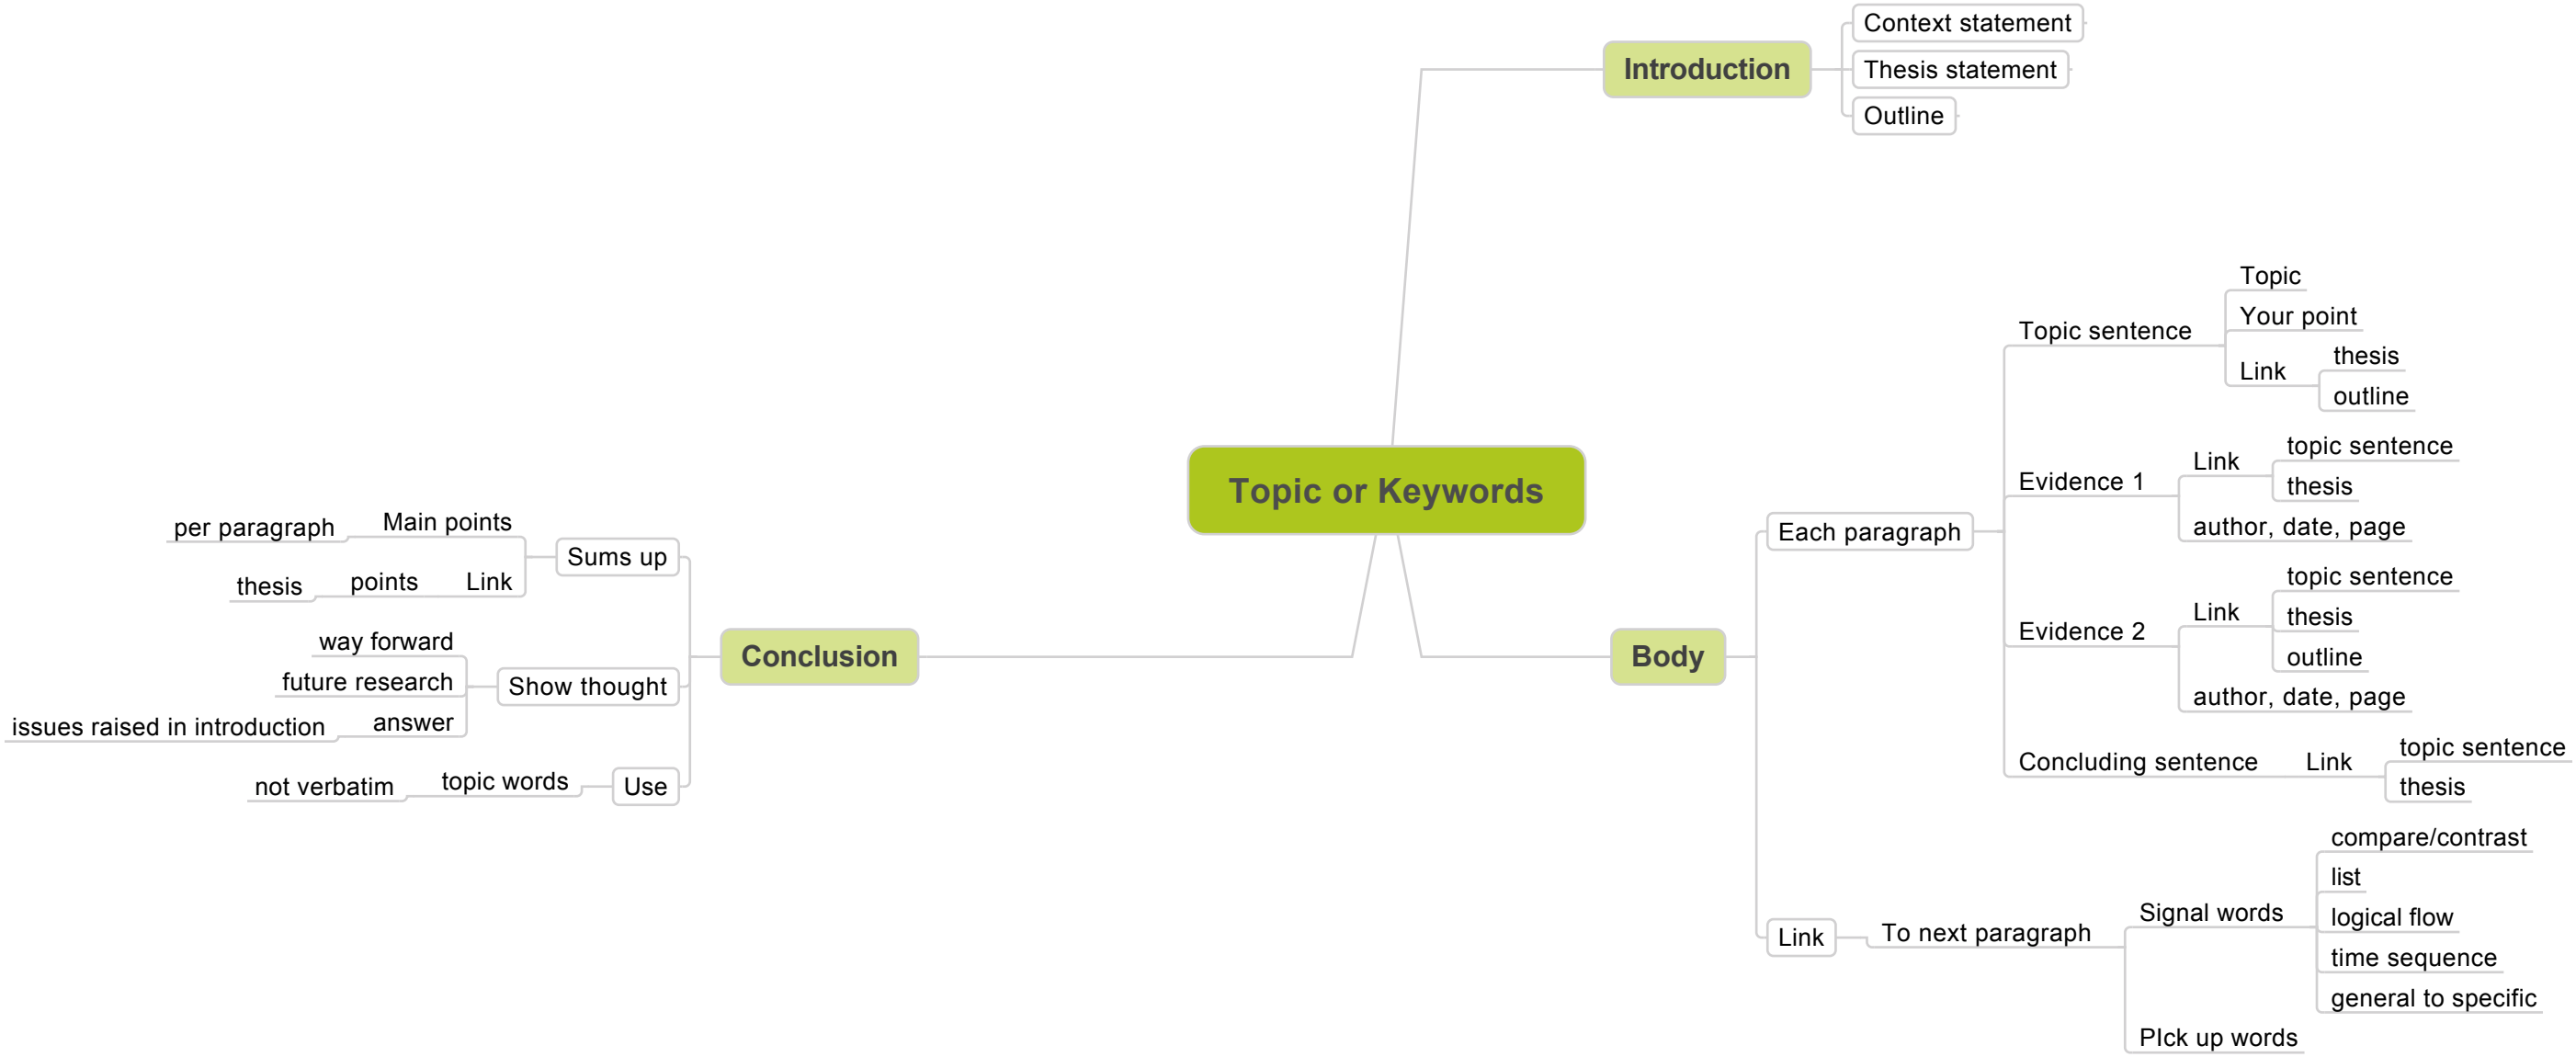 Topic or Keywords
Introduction
Context statement
Thesis statement
Outline
Body
Each paragraph
Topic sentence
Topic
Your point
Link
thesis
outline
Evidence 1
Link
topic sentence
thesis
author, date, page
Evidence 2
Link
topic sentence
thesis
outline
author, date, page
Concluding sentence
Link
topic sentence
thesis
Link
To next paragraph
Signal words
compare/contrast
list
logical flow
time sequence
general to specific
PIck up words
Conclusion
Sums up
Main points
per paragraph
Link
points
thesis
Show thought
way forward
future research
answer
issues raised in introduction
Use
topic words
not verbatim